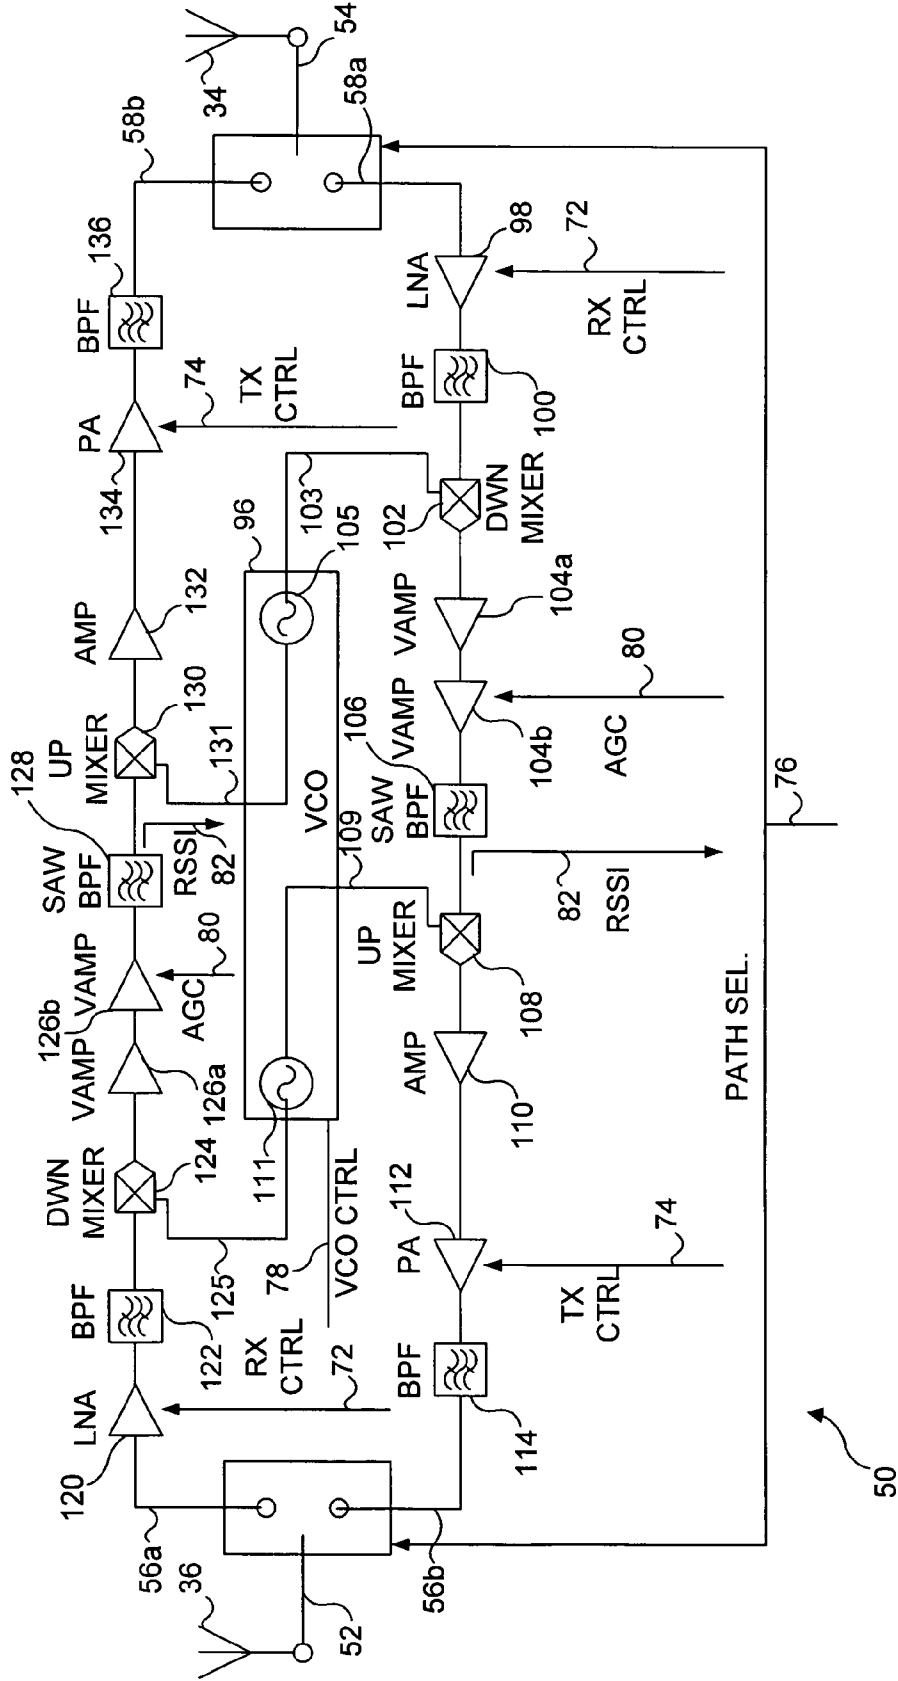 36
52
56a
56b
120
LNA
RX
CTRL
72
BPF
122
DWN
MIXER
124
125
VAMP
126a
126b
VAMP
AGC
80
SAW
BPF
128
RSSI
82
UP
MIXER
130
131
AMP
132
PA
134
TX
CTRL
74
BPF
136
58b
34
54
58a
78
VCO CTRL
111
VCO
109
96
105
103
114
BPF
PA
112
TX
CTRL
74
AMP
110
UP
MIXER
108
82
RSSI
SAW
BPF
106
VAMP
104b
AGC
80
VAMP
104a
DWN
MIXER
102
BPF
100
LNA
98
RX
CTRL
72
PATH SEL.
76
50